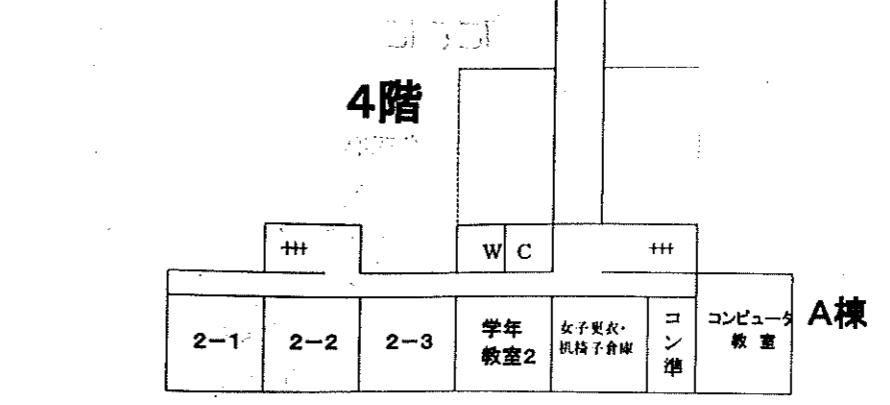 4階
W C
2-1
2-2
2-3
学年
教室2
女子更衣・
机椅子倉庫
コン準
コンピュータ
教室
A棟